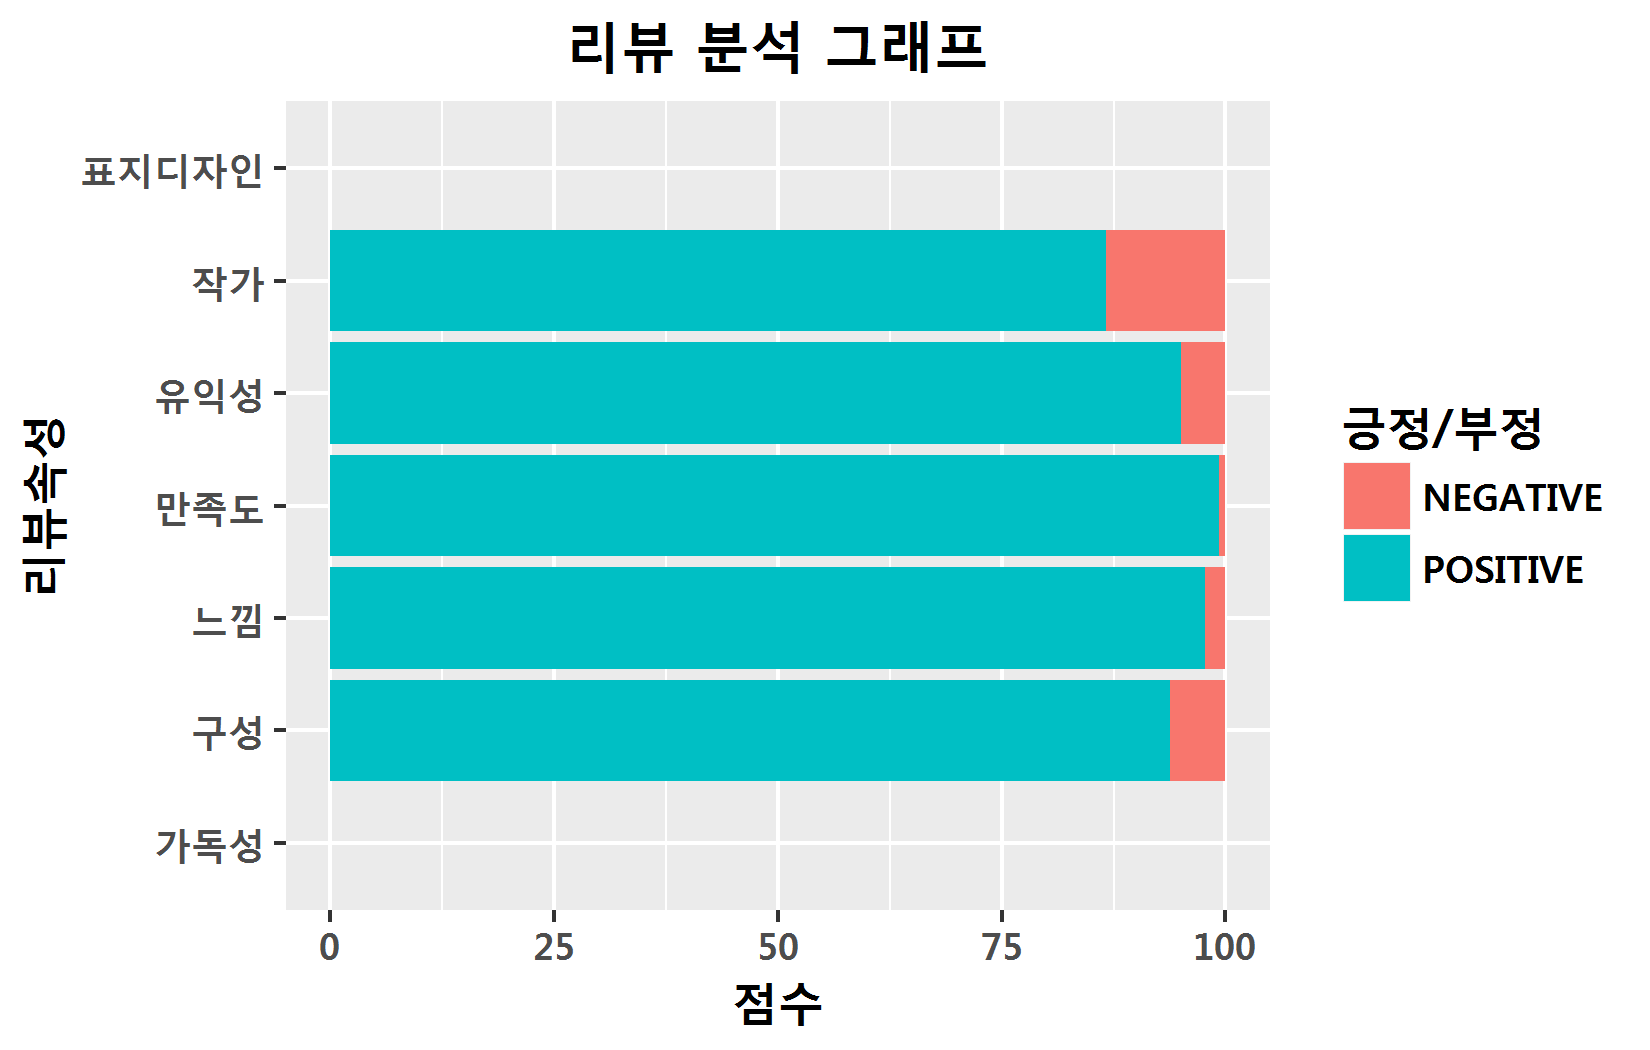 리뷰 분석 그래프
표지디자인
작가
유익성
만족도
느낌
구성
가독성
리뷰속성
0 25 50 75 100
점수
긍정/부정
NEGATIVE
POSITIVE